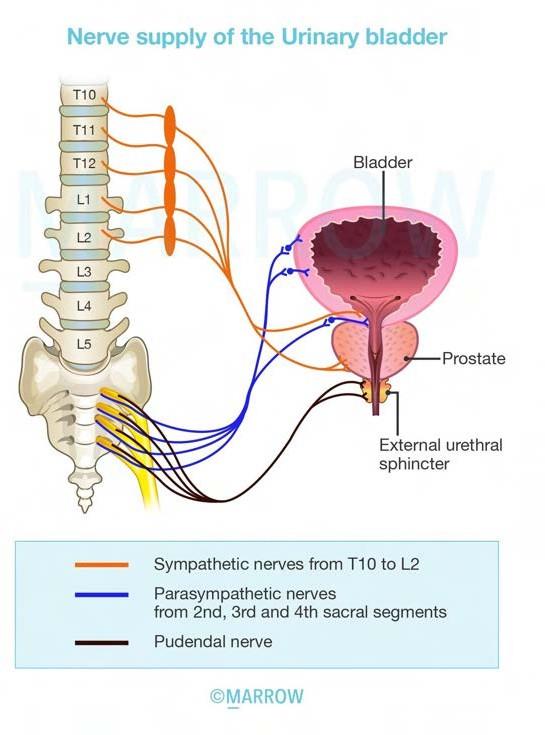 Nerve supply of the Urinary bladder
T10
T11
T12
L1
L2
L3
L4
L5
MARROW
Bladder
Prostate
External urethral
sphincter
Sympathetic nerves from T10 to L2
Parasympathetic nerves
from 2nd, 3rd and 4th sacral segments
Pudendal nerve
©MARROW